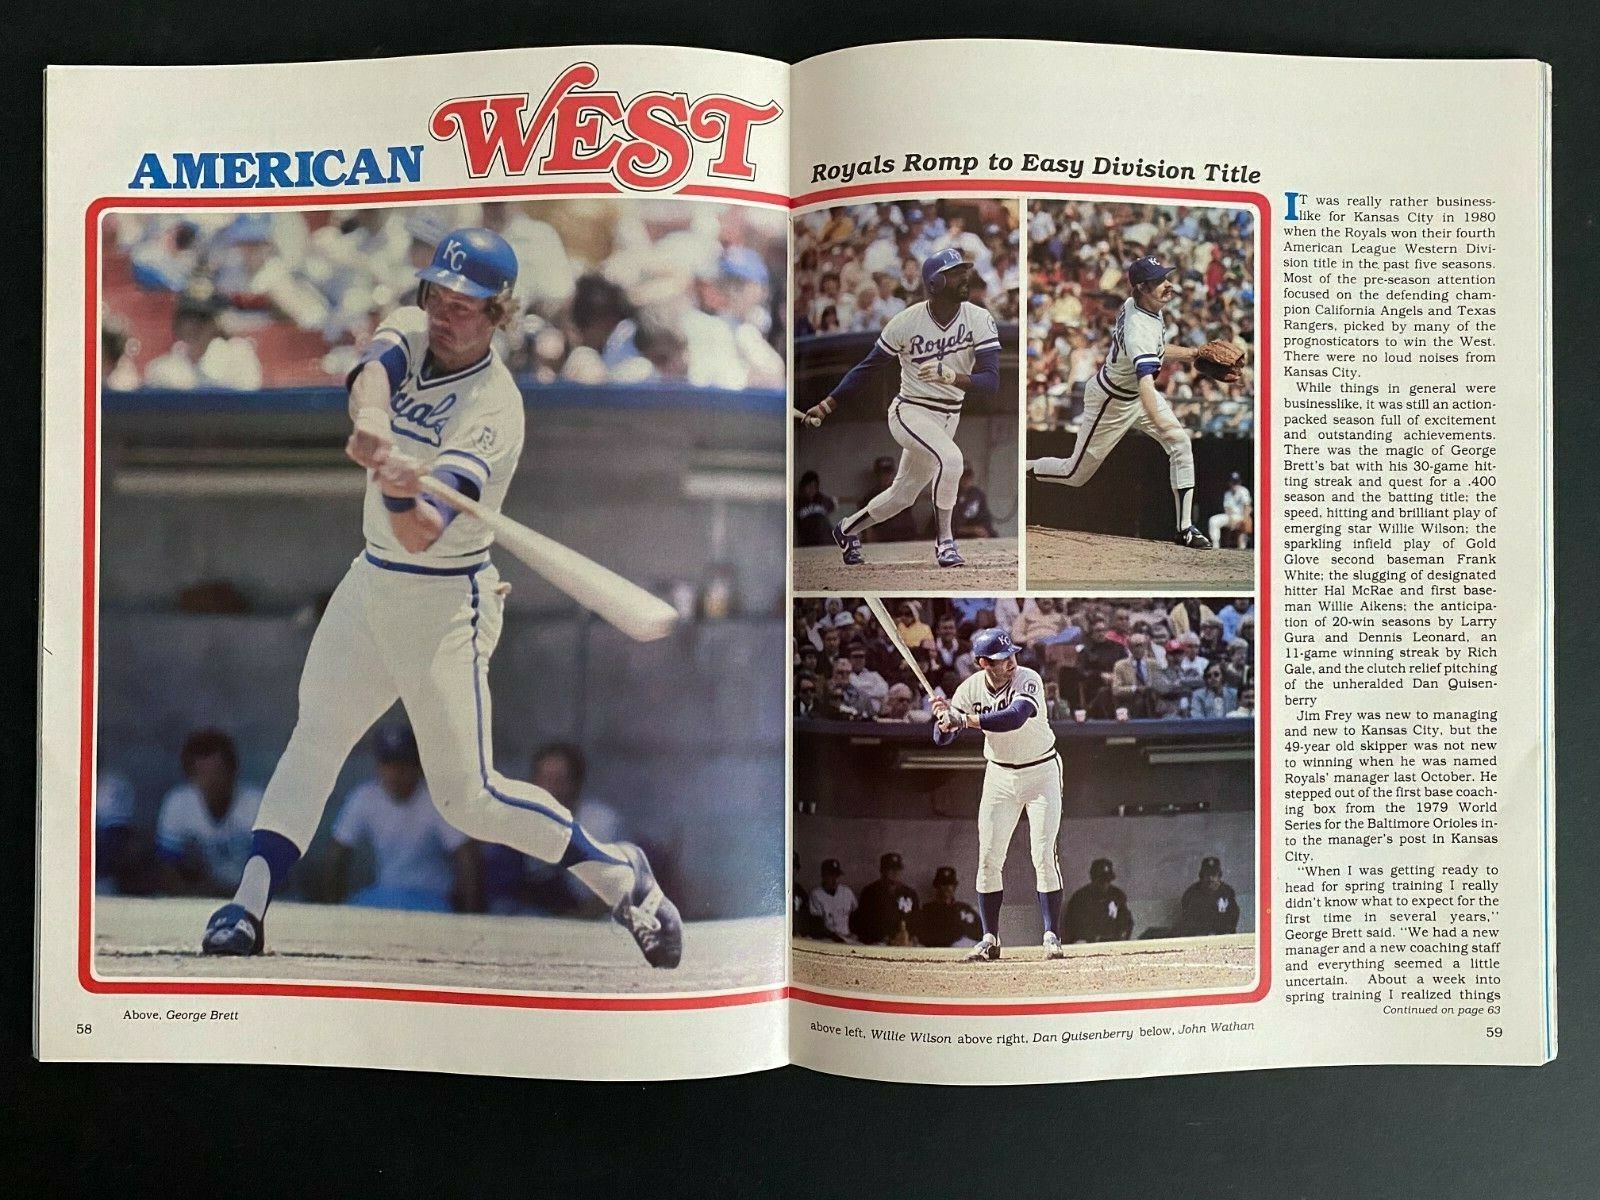 AMERICAN WEST
KC
Royals
Above, George Brett
58
Royals Romp to Easy Division Title
Royals
KC
Royals
above left, Willie Wilson above right, Dan Quisenberry below, John Wathan
IT was really rather business-
like for Kansas City in 1980
when the Royals won their fourth
American League Western Divi-
sion title in the past five seasons.
Most of the pre-season attention
focused on the defending cham-
pion California Angels and Texas
Rangers, picked by many of the
prognosticators to win the West.
There were no loud noises from
Kansas City.
While things in general were
businesslike, it was still an action-
packed season full of excitement
and outstanding achievements.
There was the magic of George
Brett's bat with his 30-game hit-
ting streak and quest for a .400
season and the batting title; the
speed, hitting and brilliant play of
emerging star Willie Wilson; the
sparkling infield play of Gold
Glove second baseman Frank
White; the slugging of designated
hitter Hal McRae and first base-
man Willie Aikens; the anticipa-
tion of 20-win seasons by Larry
Gura and Dennis Leonard, an
11-game winning streak by Rich
Gale, and the clutch relief pitching
of the unheralded Dan Quisen-
berry
Jim Frey was new to managing
and new to Kansas City, but the
49-year old skipper was not new
to winning when he was named
Royals' manager last October. He
stepped out of the first base coach-
ing box from the 1979 World
Series for the Baltimore Orioles in-
to the manager's post in Kansas
City.
"When I was getting ready to
head for spring training I really
didn't know what to expect for the
first time in several years,"
George Brett said. "We had a new
manager and a new coaching staff
and everything seemed a little
uncertain. About a week into
spring training I realized things
Continued on page 63
59